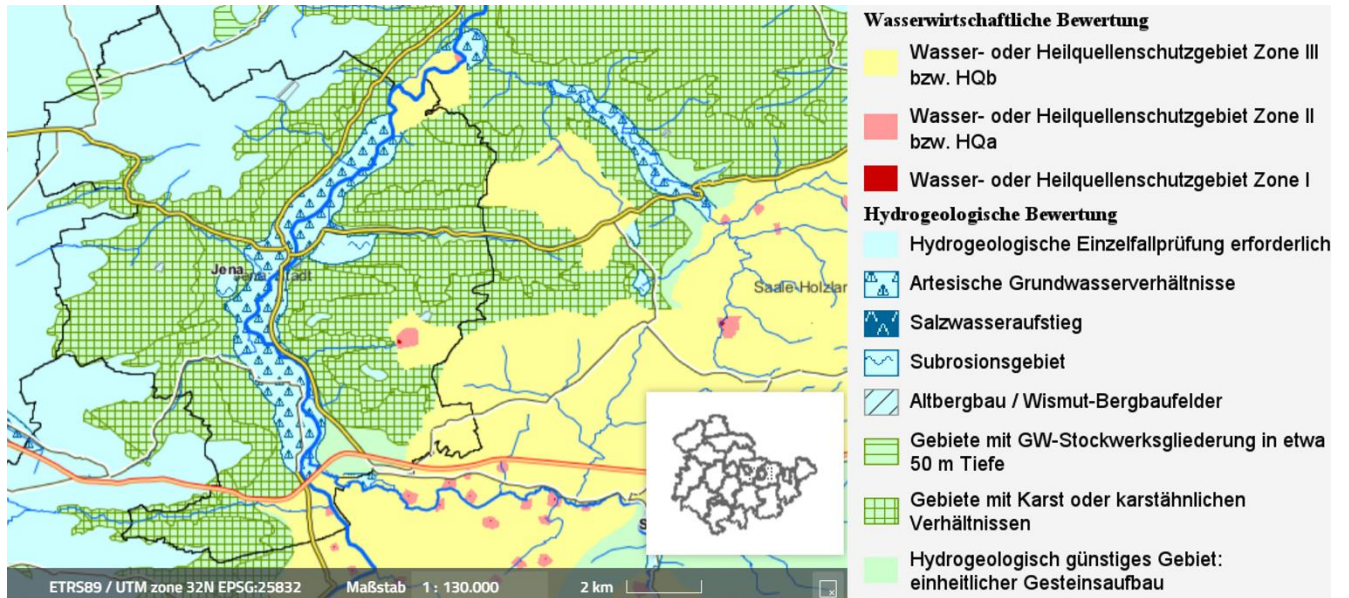 Jena
Jena, Stadt
Saale-Holzlan
S
ETRS89 / UTM zone 32N EPSG:25832 Maßstab 1 : 130.000 2 km
Wasserwirtschaftliche Bewertung
Wasser- oder Heilquellenschutzgebiet Zone III
bzw. HQb
Wasser- oder Heilquellenschutzgebiet Zone II
bzw. HQa
Wasser- oder Heilquellenschutzgebiet Zone I
Hydrogeologische Bewertung
Hydrogeologische Einzelfallprüfung erforderlich
Artesische Grundwasserverhältnisse
Salzwasseraufstieg
Subrosionsgebiet
Altbergbau / Wismut-Bergbaufelder
Gebiete mit GW-Stockwerksgliederung in etwa
50 m Tiefe
Gebiete mit Karst oder karstähnlichen
Verhältnissen
Hydrogeologisch günstiges Gebiet:
einheitlicher Gesteinsaufbau